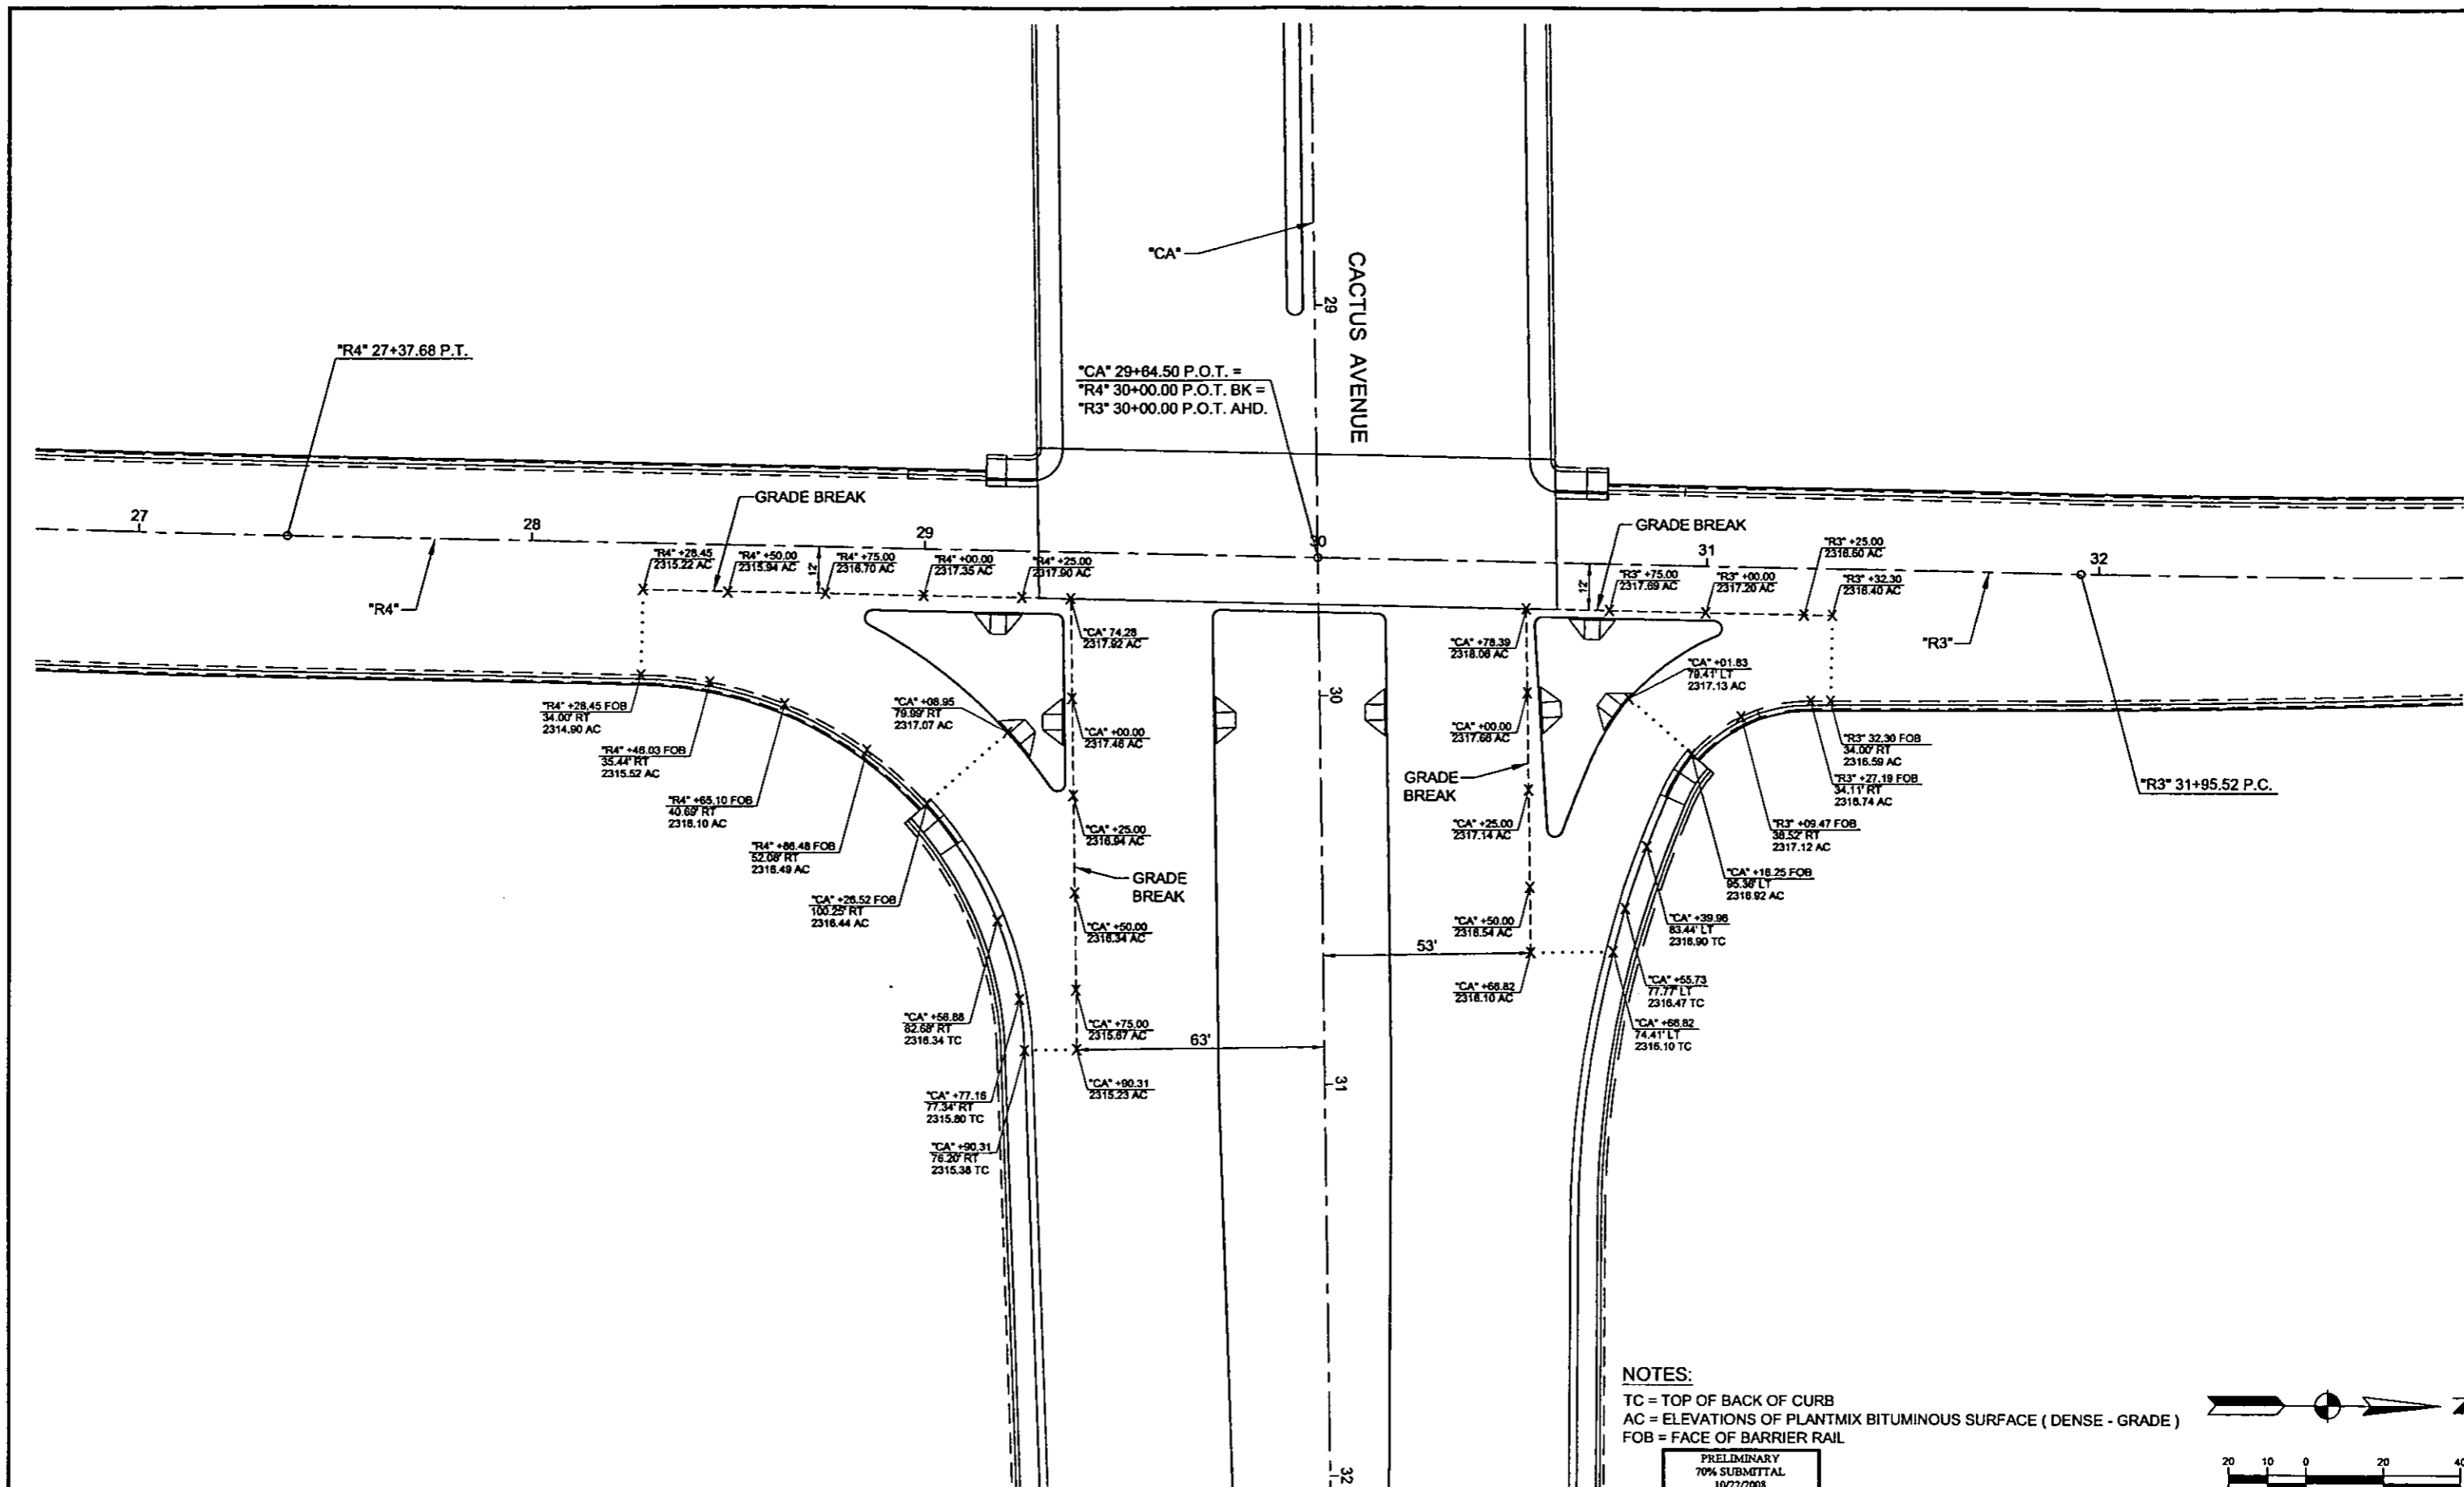 "CA"
CACTUS AVENUE
29
"R4" 27+37.68 P.T.
"CA" 29+64.50 P.O.T. =
"R4" 30+00.00 P.O.T. BK =
"R3" 30+00.00 P.O.T. AHD.
GRADE BREAK
GRADE BREAK
27
28
29
30
31
32
"R4" +28.45
2315.22 AC
"R4" +50.00
2315.94 AC
"R4" +75.00
2316.70 AC
12'
"R4" +00.00
2317.35 AC
"R4" +25.00
2317.90 AC
12'
"R3" +75.00
2317.69 AC
"R3" +00.00
2317.20 AC
"R3" +25.00
2316.60 AC
"R3" +32.30
2316.40 AC
"R4"
"R3"
"CA" 74.28
2317.92 AC
"CA" +78.39
2318.06 AC
"CA" +01.83
79.41' LT
2317.13 AC
"R4" +28.45 FOB
34.00' RT
2314.90 AC
"CA" +08.95
79.99' RT
2317.07 AC
30
"CA" +00.00
2317.46 AC
"CA" +00.00
2317.66 AC
"R3" 32.30 FOB
34.00' RT
2316.59 AC
"R4" +46.03 FOB
35.44' RT
2315.52 AC
"R3" +27.19 FOB
34.11' RT
2316.74 AC
"R3" 31+95.52 P.C.
GRADE
BREAK
"R4" +65.10 FOB
40.69' RT
2316.10 AC
"CA" +25.00
2316.94 AC
"CA" +25.00
2317.14 AC
"R3" +09.47 FOB
38.52' RT
2317.12 AC
"R4" +86.48 FOB
52.08' RT
2316.49 AC
GRADE
BREAK
"CA" +16.25 FOB
95.36' LT
2316.92 AC
"CA" +26.52 FOB
100.25' RT
2316.44 AC
"CA" +50.00
2316.34 AC
"CA" +50.00
2316.54 AC
"CA" +39.96
83.44' LT
2316.90 TC
53'
"CA" +66.82
2316.10 AC
"CA" +55.73
77.77' LT
2316.47 TC
"CA" +56.88
82.68' RT
2316.34 TC
"CA" +75.00
2315.67 AC
"CA" +66.82
74.41' LT
2316.10 TC
63'
"CA" +77.16
77.34' RT
2315.80 TC
"CA" +90.31
2315.23 AC
31
"CA" +90.31
76.20' RT
2315.38 TC
32
NOTES:
TC = TOP OF BACK OF CURB
AC = ELEVATIONS OF PLANTMIX BITUMINOUS SURFACE ( DENSE - GRADE )
FOB = FACE OF BARRIER RAIL
PRELIMINARY
70% SUBMITTAL
10/22/2008
20 10 0 20 40